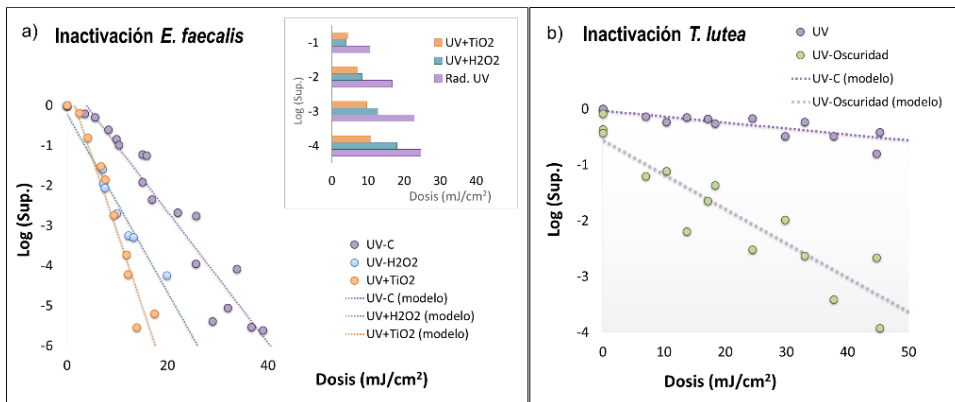 a) Inactivación E. faecalis
Log (Sup.)
0
-1
-2
-3
-4
-5
-6
0
20
40
Dosis (mJ/cm²)
-1
-2
-3
-4
Log (Sup.)
0 10 20 30 40
Dosis (mJ/cm²)
UV+TiO2
UV+H2O2
Rad. UV
UV-C
UV-H2O2
UV+TiO2
UV-C (modelo)
UV+H2O2 (modelo)
UV+TiO2 (modelo)
b) Inactivación T. lutea
UV
UV-Oscuridad
UV-C (modelo)
UV-Oscuridad (modelo)
Log (Sup.)
0
-1
-2
-3
-4
0 10 20 30 40 50
Dosis (mJ/cm²)